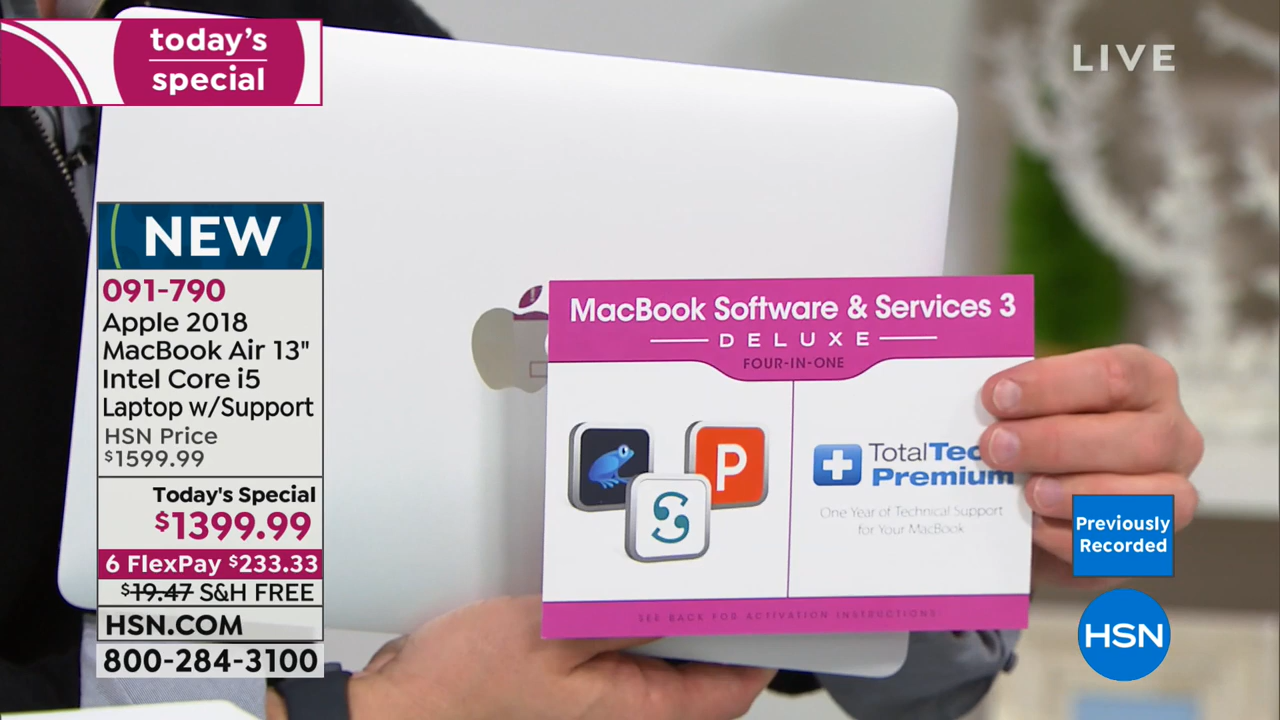 today's
special
LIVE
NEW
091-790
Apple 2018
MacBook Air 13"
Intel Core i5
Laptop w/Support
HSN Price
$1599.99
Today's Special
$1399.99
6 FlexPay $233.33
$19.47 S&H FREE
HSN.COM
800-284-3100
MacBook Software & Services 3
DELUXE
FOUR-IN-ONE
P
Total
Premium
One Year of Technical Support
for Your MacBook
SEE BACK FOR ACTIVATION INSTRUCTIONS
Previously
Recorded
HSN